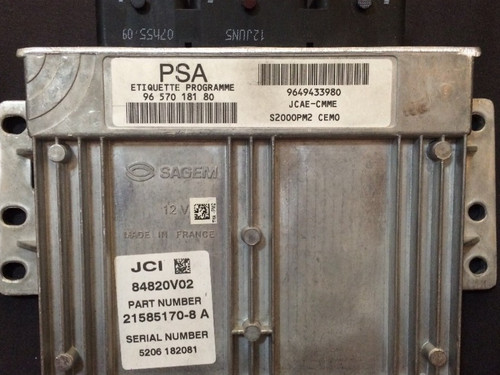 07h55:09
12JUN5
PSA
ETIQUETTE PROGRAMME
96 570 181 80
9649433980
JCAE-CMME
S2000PM2 CEMO
SAGEM
12 V
MADE IN FRANCE
JCI
84820V02
PART NUMBER
21585170-8 A
SERIAL NUMBER
5206 182081